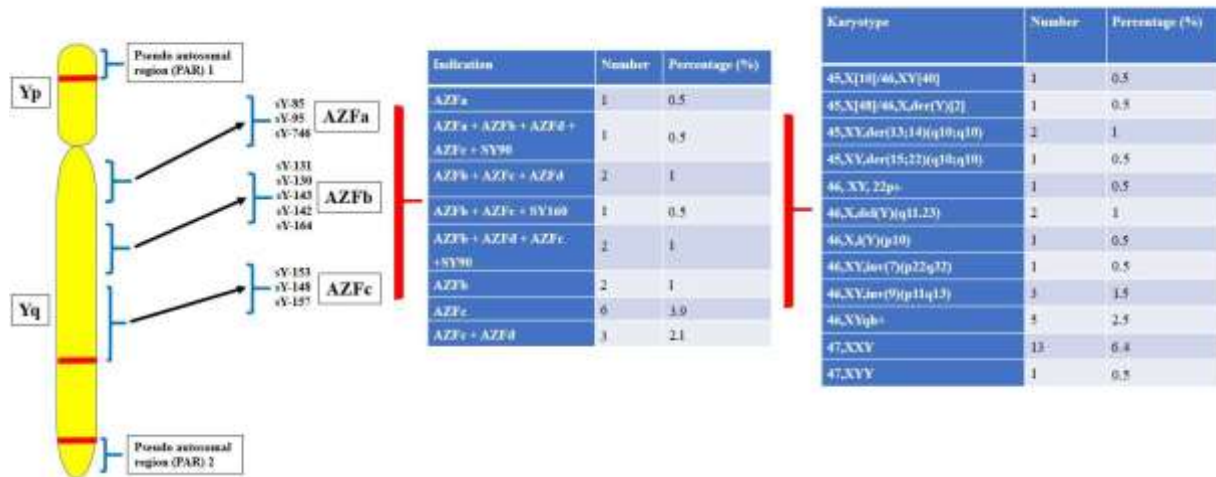 Pseudo autosomal
region (PAR) 1
Yp
sY-85
sY-95
sY-746
AZFa
sY-131
sY-130
sY-143
sY-142
sY-164
AZFb
sY-153
sY-148
sY-157
AZFc
Yq
Pseudo autosomal
region (PAR) 2
Indication Number Percentage (%)
AZFa 1 0.5
AZFa + AZFb + AZFd +
AZFc + SY90 1 0.5
AZFb + AZFc + AZFd 2 1
AZFb + AZFc + SY160 1 0.5
AZFb + AZFd + AZFc
+SY90 2 1
AZFb 2 1
AZFc 6 3.0
AZFc + AZFd 3 2.1
Karyotype Number Percentage (%)
45,X[10]/46,XY[40] 1 0.5
45,X[48]/46,X,der(Y)[2] 1 0.5
45,XY,der(13;14)(q10;q10) 2 1
45,XY,der(15;22)(q10;q10) 1 0.5
46, XY, 22p+ 1 0.5
46,X,del(Y)(q11.23) 2 1
46,X,i(Y)(p10) 1 0.5
46,XY,inv(7)(p22q32) 1 0.5
46,XY,inv(9)(p11q13) 3 1.5
46,XYqh+ 5 2.5
47,XXY 13 6.4
47,XYY 1 0.5